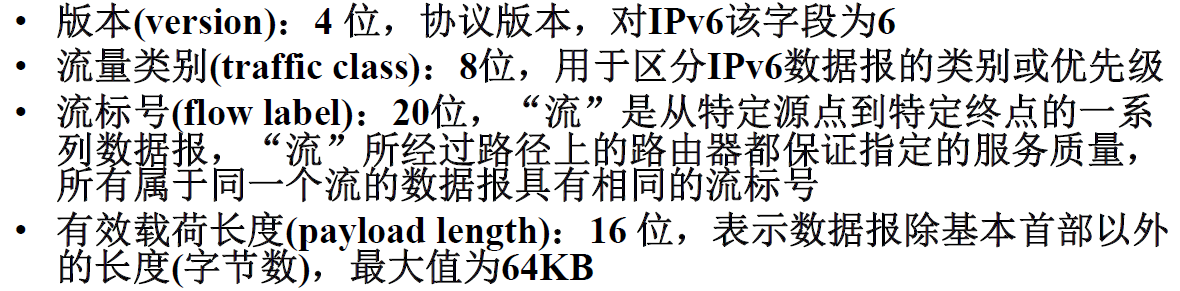 • 版本(version)：4 位，协议版本，对IPv6该字段为6
• 流量类别(traffic class)：8位，用于区分IPv6数据报的类别或优先级
• 流标号(flow label)：20位，“流”是从特定源点到特定终点的一系
列数据报，“流”所经过路径上的路由器都保证指定的服务质量，
所有属于同一个流的数据报具有相同的流标号
• 有效载荷长度(payload length)：16 位，表示数据报除基本首部以外
的长度(字节数)，最大值为64KB